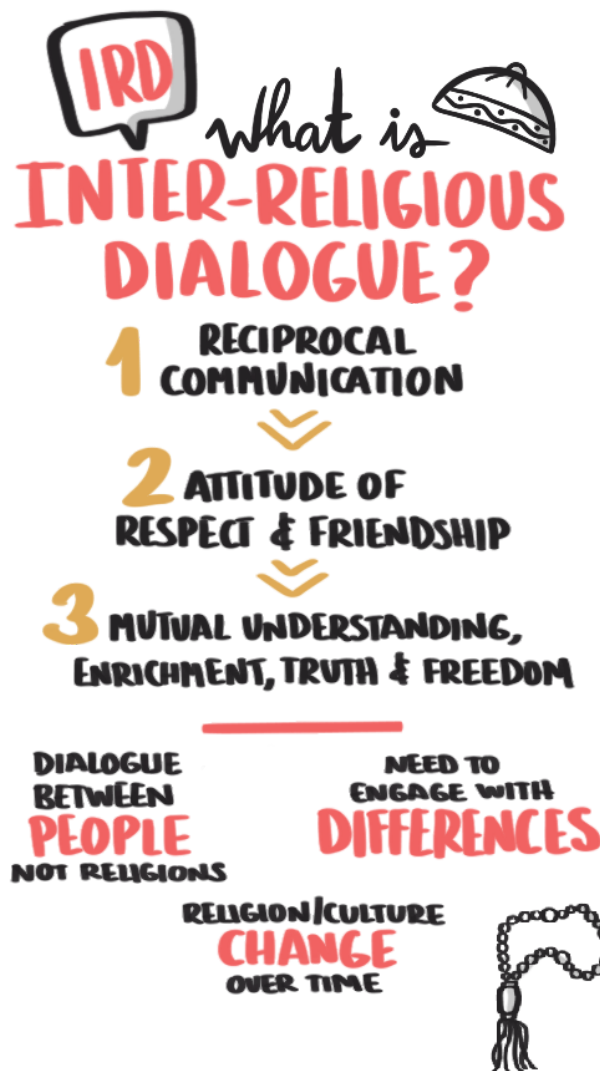 IRD
What is
INTER-RELIGIOUS
DIALOGUE?
1 RECIPROCAL
COMMUNICATION
2 ATTITUDE OF
RESPECT & FRIENDSHIP
3 MUTUAL UNDERSTANDING,
ENRICHMENT, TRUTH & FREEDOM
DIALOGUE
BETWEEN
PEOPLE
NOT RELIGIONS
NEED TO
ENGAGE WITH
DIFFERENCES
RELIGION/CULTURE
CHANGE
OVER TIME